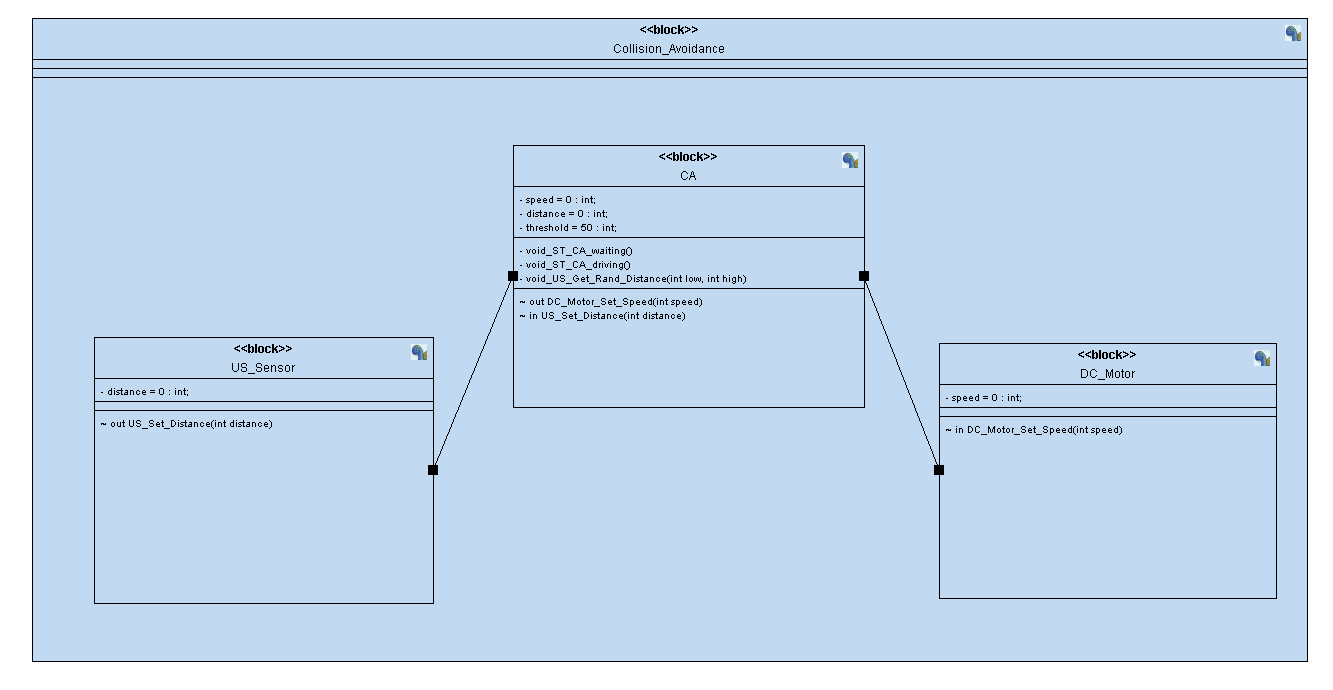 <<block>>
Collision_Avoidance
<<block>>
CA
- speed = 0 : int;
- distance = 0 : int;
- threshold = 50 : int;
- void_ST_CA_waiting()
- void_ST_CA_driving()
- void_US_Get_Rand_Distance(int low, int high)
~ out DC_Motor_Set_Speed(int speed)
~ in US_Set_Distance(int distance)
<<block>>
US_Sensor
- distance = 0 : int;
~ out US_Set_Distance(int distance)
<<block>>
DC_Motor
- speed = 0 : int;
~ in DC_Motor_Set_Speed(int speed)